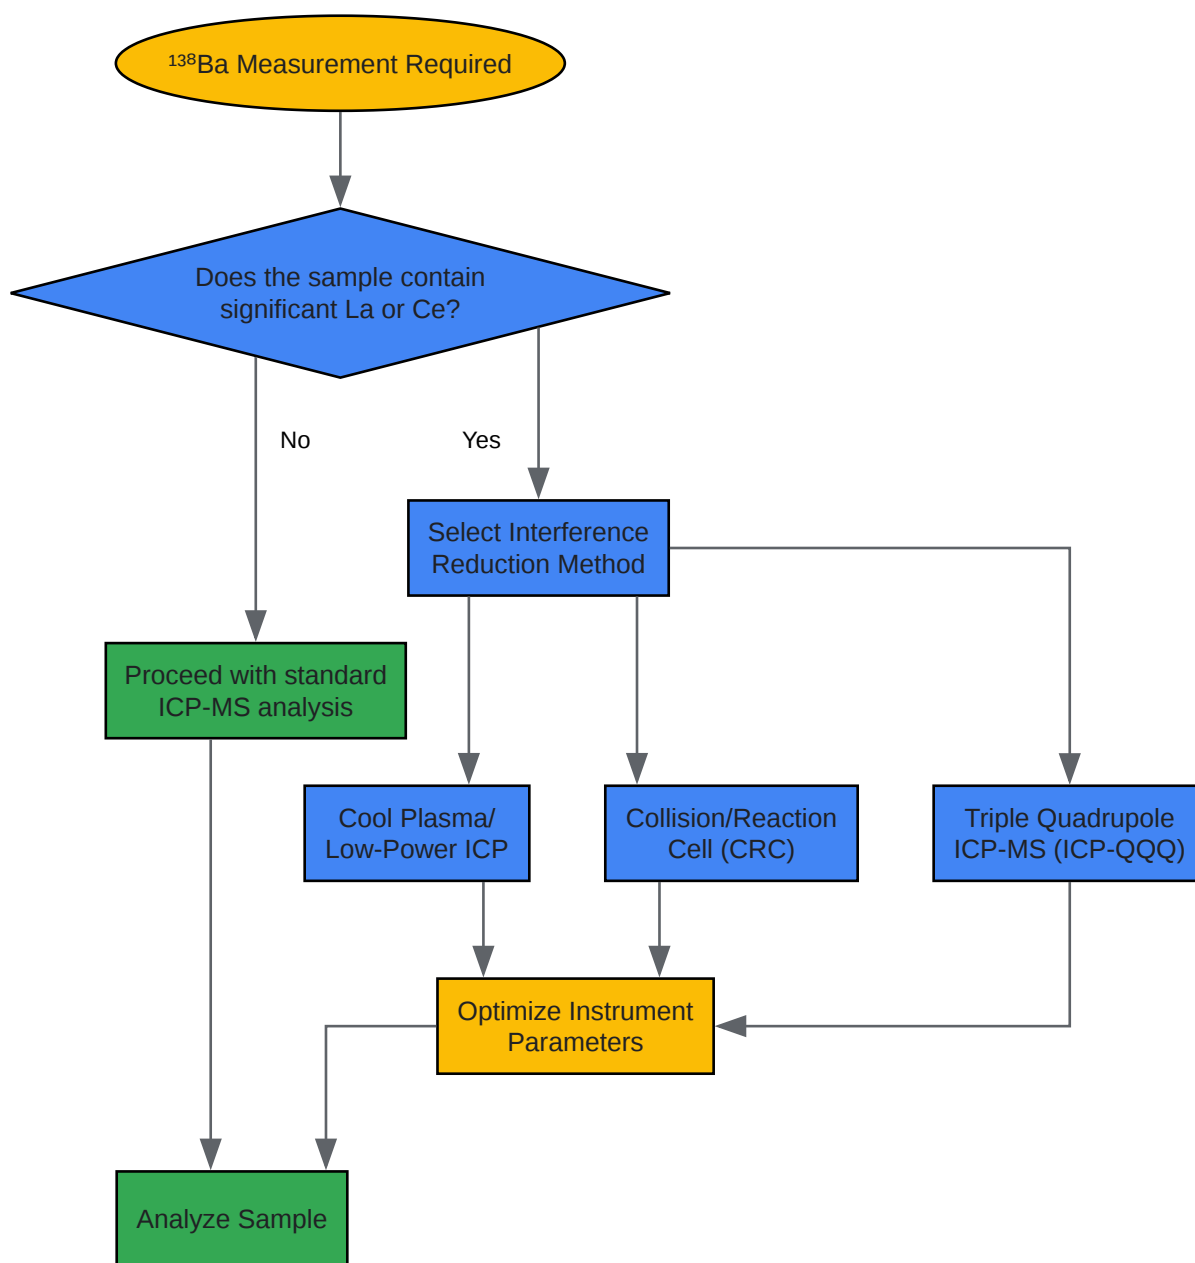 ¹³⁸Ba Measurement Required
Does the sample contain
significant La or Ce?
No
Yes
Select Interference
Reduction Method
Proceed with standard
ICP-MS analysis
Cool Plasma/
Low-Power ICP
Collision/Reaction
Cell (CRC)
Triple Quadrupole
ICP-MS (ICP-QQQ)
Optimize Instrument
Parameters
Analyze Sample